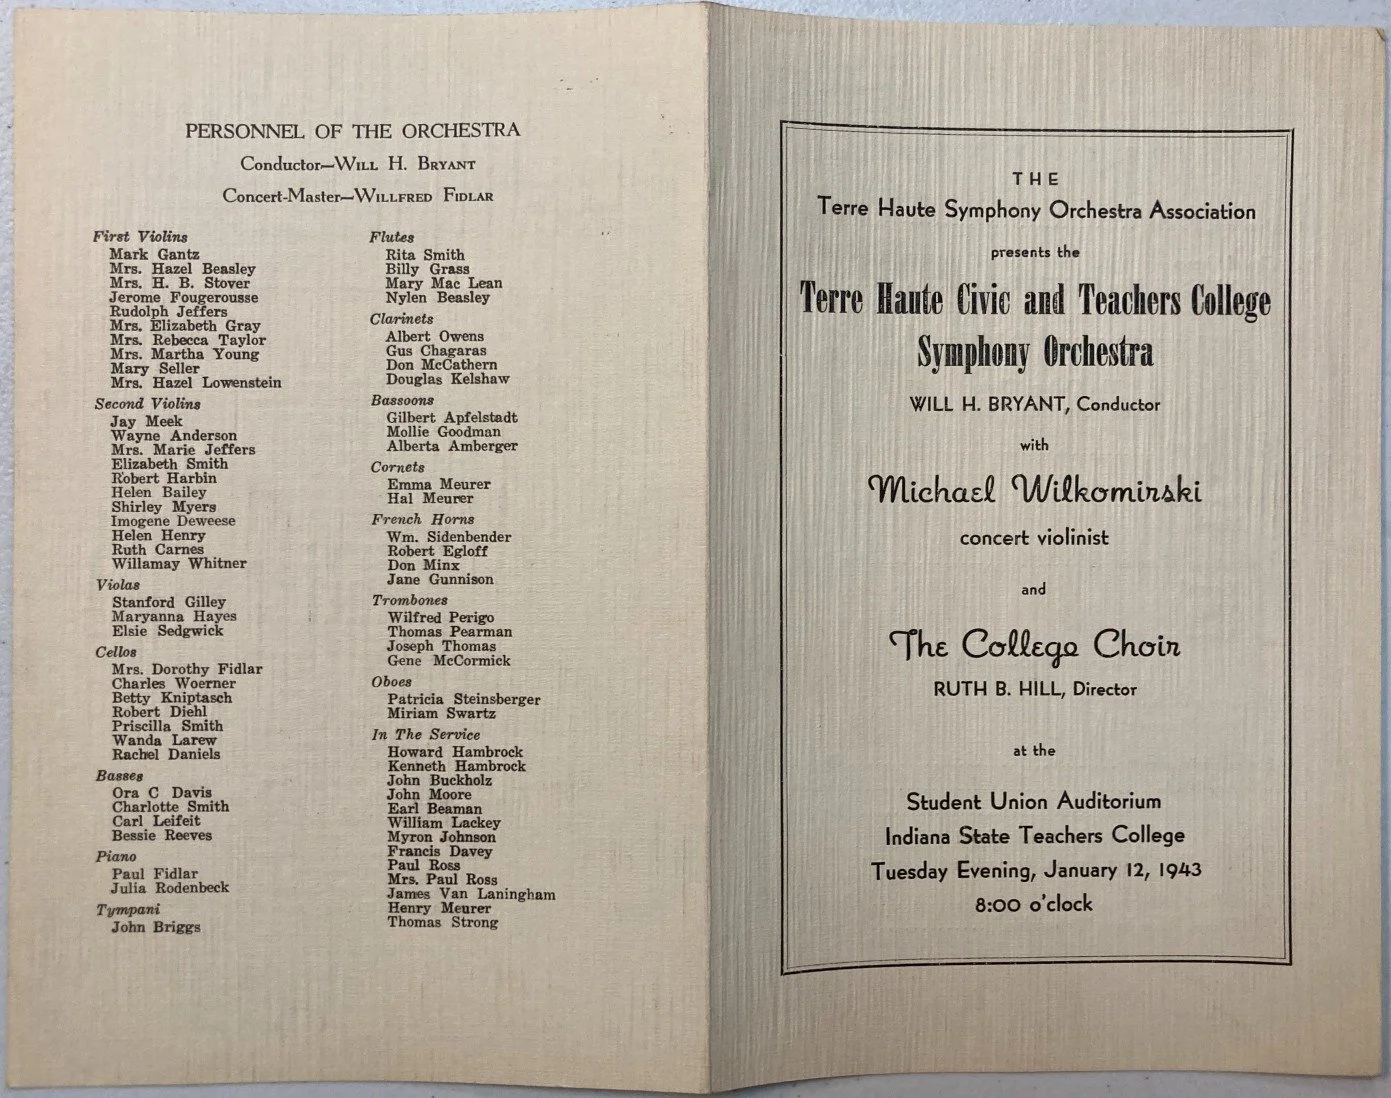 PERSONNEL OF THE ORCHESTRA
Conductor—WILL H. BRYANT
Concert-Master—WILLFRED FIDLAR
First Violins
Mark Gantz
Mrs. Hazel Beasley
Mrs. H. B. Stover
Jerome Fougerousse
Rudolph Jeffers
Mrs. Elizabeth Gray
Mrs. Rebecca Taylor
Mrs. Martha Young
Mary Seller
Mrs. Hazel Lowenstein
Second Violins
Jay Meek
Wayne Anderson
Mrs. Marie Jeffers
Elizabeth Smith
Robert Harbin
Helen Bailey
Shirley Myers
Imogene Deweese
Helen Henry
Ruth Carnes
Willamay Whitner
Violas
Stanford Gilley
Maryanna Hayes
Elsie Sedgwick
Cellos
Mrs. Dorothy Fidlar
Charles Woerner
Betty Kniptasch
Robert Diehl
Priscilla Smith
Wanda Larew
Rachel Daniels
Basses
Ora C Davis
Charlotte Smith
Carl Leifeit
Bessie Reeves
Piano
Paul Fidlar
Julia Rodenbeck
Tympani
John Briggs
Flutes
Rita Smith
Billy Grass
Mary Mac Lean
Nylen Beasley
Clarinets
Albert Owens
Gus Chagaras
Don McCathern
Douglas Kelshaw
Bassoons
Gilbert Apfelstadt
Mollie Goodman
Alberta Amberger
Cornets
Emma Meurer
Hal Meurer
French Horns
Wm. Sidenbender
Robert Egloff
Don Minx
Jane Gunnison
Trombones
Wilfred Perigo
Thomas Pearman
Joseph Thomas
Gene McCormick
Oboes
Patricia Steinsberger
Miriam Swartz
In The Service
Howard Hambrock
Kenneth Hambrock
John Buckholz
John Moore
Earl Beaman
William Lackey
Myron Johnson
Francis Davey
Paul Ross
Mrs. Paul Ross
James Van Laningham
Henry Meurer
Thomas Strong
THE
Terre Haute Symphony Orchestra Association
presents the
Terre Haute Civic and Teachers College
Symphony Orchestra
WILL H. BRYANT, Conductor
with
Michael Wilkomirski
concert violinist
and
The College Choir
RUTH B. HILL, Director
at the
Student Union Auditorium
Indiana State Teachers College
Tuesday Evening, January 12, 1943
8:00 o'clock